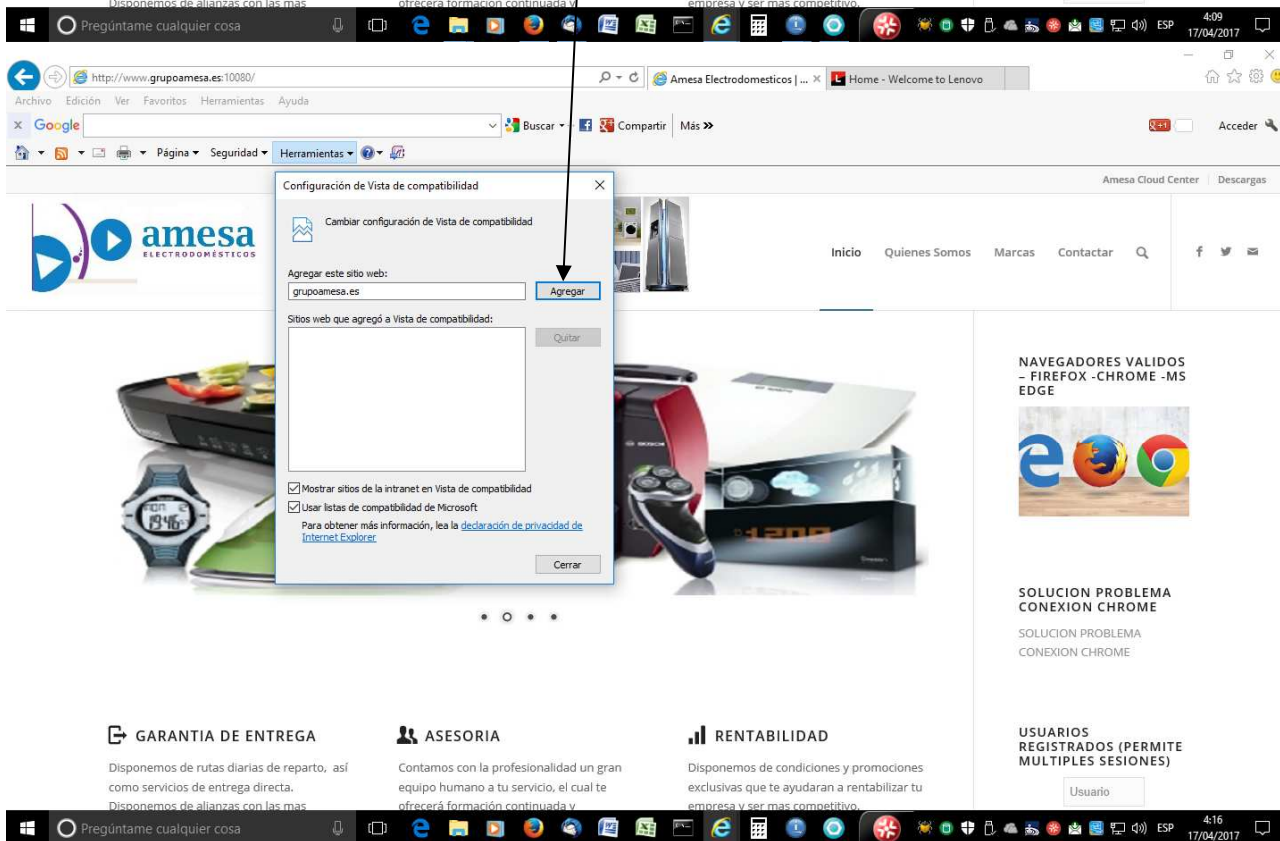 Disponemos de alianzas con las mas
ofrecerá formación continuada y
empresa y ser mas competitivo.
Pregúntame cualquier cosa
ESP
4:09
17/04/2017
http://www.grupoamesa.es:10080/
Amesa Electrodomesticos | ...
Home - Welcome to Lenovo
Archivo Edición Ver Favoritos Herramientas Ayuda
x Google
Buscar
Compartir
Más »
Acceder
Página Seguridad Herramientas
Amesa Cloud Center
Descargas
amesa
ELECTRODOMÉSTICOS
Inicio Quienes Somos Marcas Contactar
Configuración de Vista de compatibilidad
Cambiar configuración de Vista de compatibilidad
Agregar este sitio web:
grupoamesa.es
Agregar
Sitios web que agregó a Vista de compatibilidad:
Quitar
Mostrar sitios de la intranet en Vista de compatibilidad
Usar listas de compatibilidad de Microsoft
Para obtener más información, lea la declaración de privacidad de
Internet Explorer
Cerrar
BOSCH
NAVEGADORES VALIDOS
– FIREFOX -CHROME -MS
EDGE
SOLUCION PROBLEMA
CONEXION CHROME
SOLUCION PROBLEMA
CONEXION CHROME
GARANTIA DE ENTREGA
Disponemos de rutas diarias de reparto, así
como servicios de entrega directa.
Disponemos de alianzas con las mas
ASESORIA
Contamos con la profesionalidad un gran
equipo humano a tu servicio, el cual te
ofrecerá formación continuada y
RENTABILIDAD
Disponemos de condiciones y promociones
exclusivas que te ayudaran a rentabilizar tu
empresa y ser mas competitivo.
USUARIOS
REGISTRADOS (PERMITE
MULTIPLES SESIONES)
Usuario
Pregúntame cualquier cosa
ESP
4:16
17/04/2017